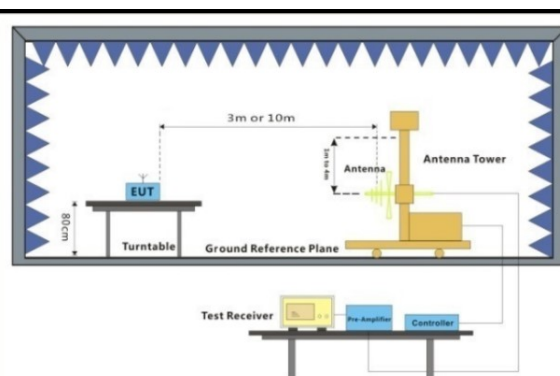 3m or 10m
1m to 4m
Antenna
Antenna Tower
EUT
80cm
Turntable
Ground Reference Plane
Test Receiver
Pre-Amplifier
Controller